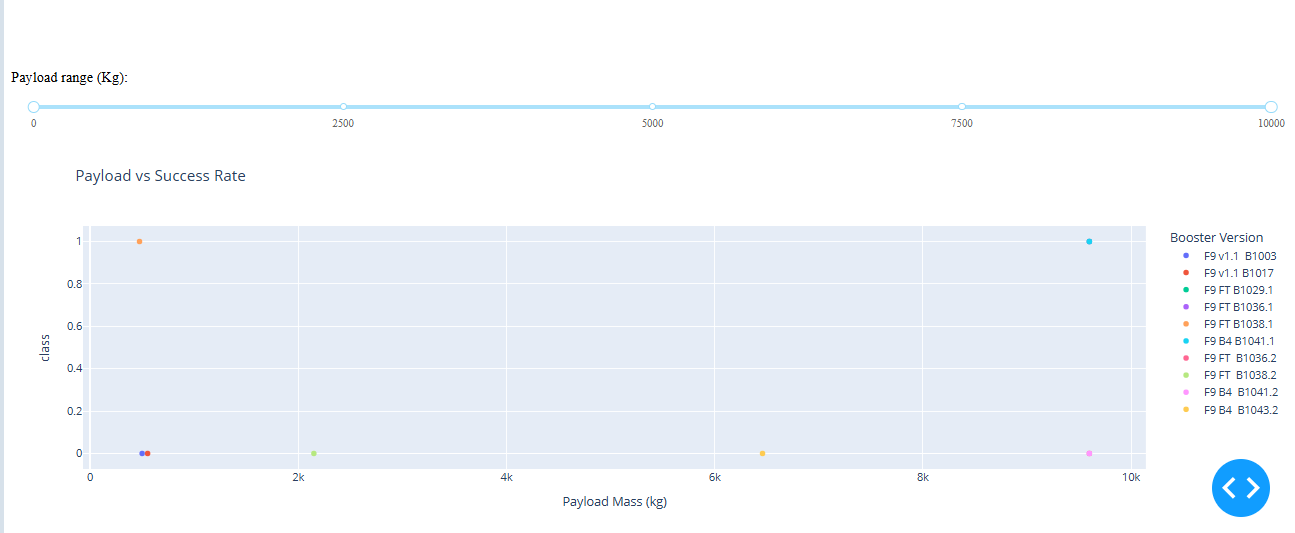 Payload range (Kg):
0 2500 5000 7500 10000
Payload vs Success Rate
1
0.8
0.6
0.4
0.2
0
class
0 2k 4k 6k 8k 10k
Payload Mass (kg)
Booster Version
F9 v1.1  B1003
F9 v1.1 B1017
F9 FT B1029.1
F9 FT B1036.1
F9 FT B1038.1
F9 B4 B1041.1
F9 FT  B1036.2
F9 FT  B1038.2
F9 B4  B1041.2
F9 B4  B1043.2